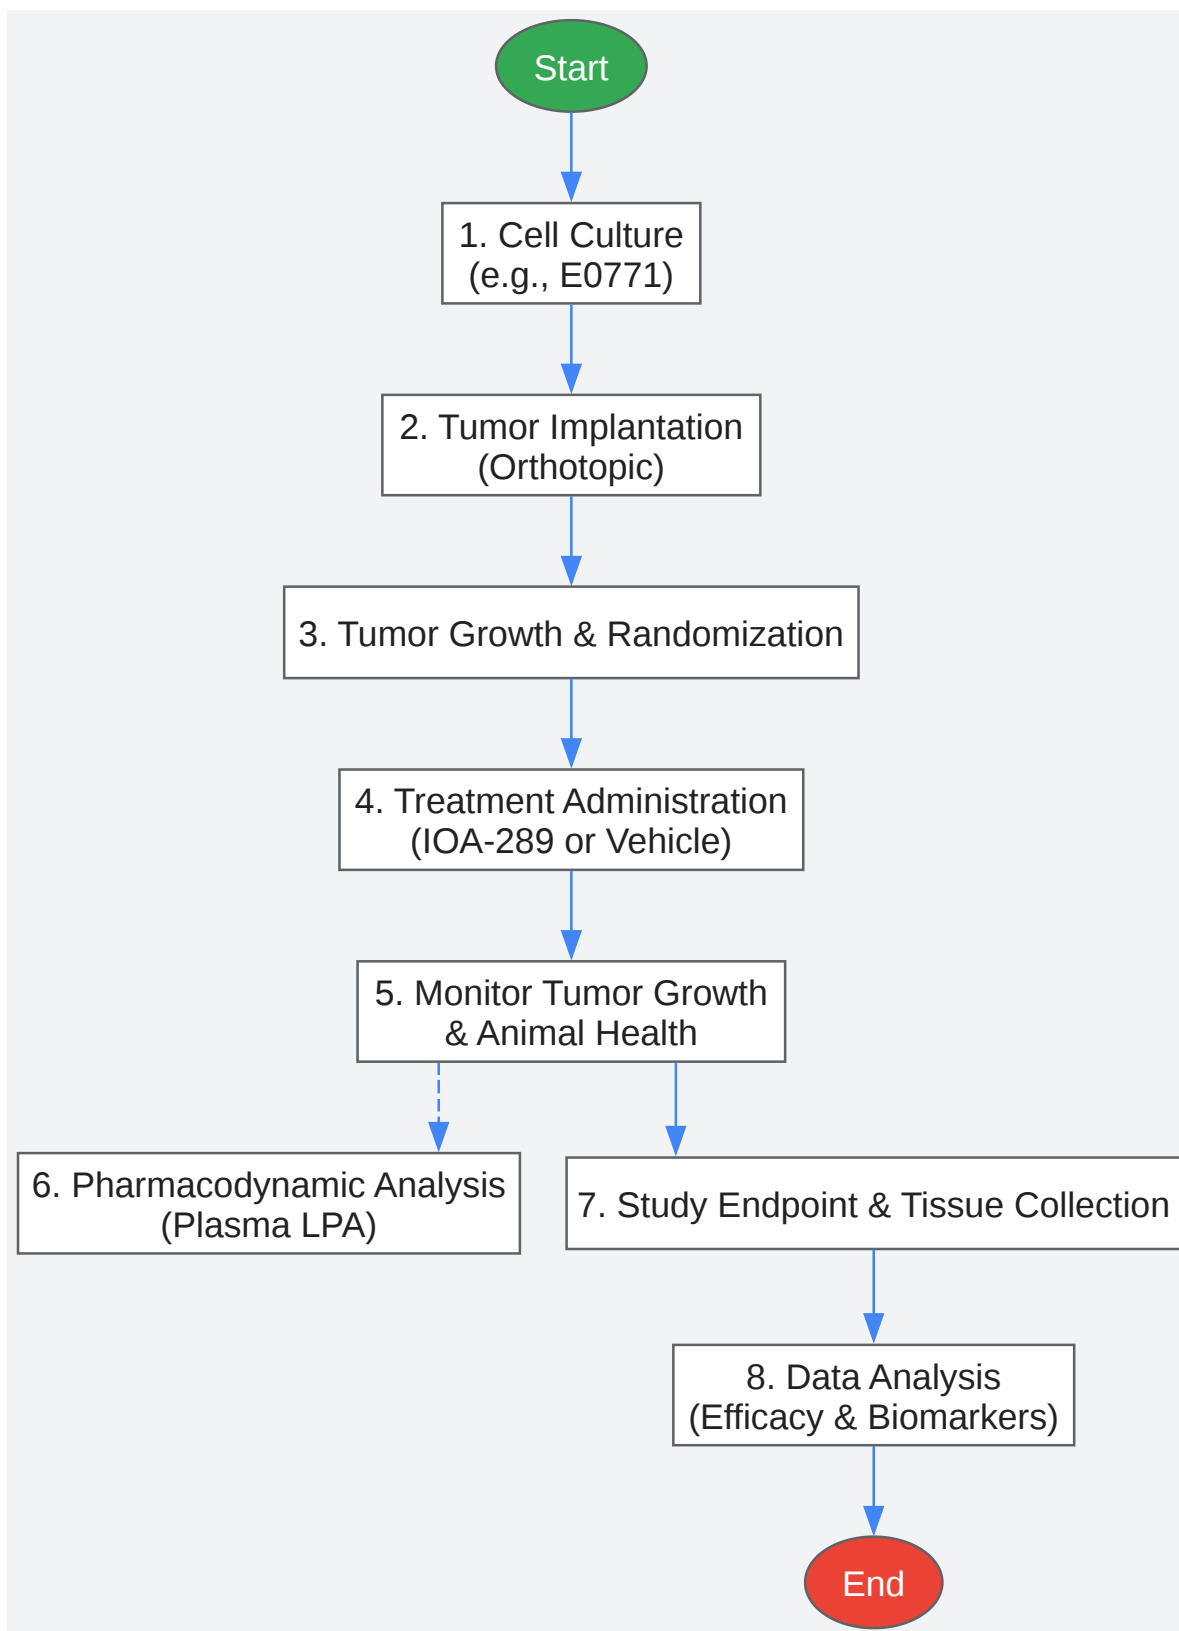 Start
1. Cell Culture
(e.g., E0771)
2. Tumor Implantation
(Orthotopic)
3. Tumor Growth & Randomization
4. Treatment Administration
(IOA-289 or Vehicle)
5. Monitor Tumor Growth
& Animal Health
6. Pharmacodynamic Analysis
(Plasma LPA)
7. Study Endpoint & Tissue Collection
8. Data Analysis
(Efficacy & Biomarkers)
End